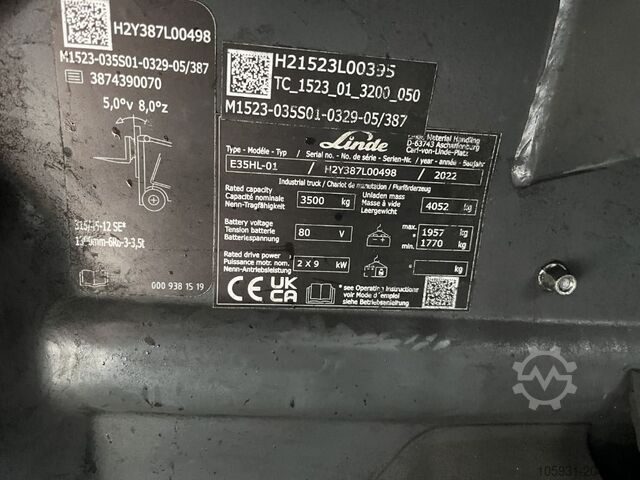 H2Y387L00498
M1523-035S01-0329-05/387
3874390070
5,0°v 8,0°z
000 938 15 19
H21523L00395
TC_1523_01_3200_050
M1523-035S01-0329-05/387
Linde
Linde Material Handling
D-63743 Aschaffenburg
Carl-von-Linde-Platz
Type - Modèle - Typ / Serial no. - No. de série - Serien-Nr. / year - année - Baujahr
E35HL-01 / H2Y387L00498 / 2022
Industrial truck / Chariot de manutation / Flurförderzeug
Rated capacity
Capacité nominale
Nenn-Tragfähigkeit
3500 kg
Unladen mass
Masse à vide
Leergewicht
4052 kg
Battery voltage
Tension batterie
Batteriespannung
80 V
max. ↑ 1957 kg
min. ↑ 1770 kg
Rated drive power
Puissance motr. nom.
Nenn-Antriebsleistung
2 X 9 kW
kg
CE UK CA
* see Operating Instructions
voir Mode d'emploi
siehe Betriebsanleitung